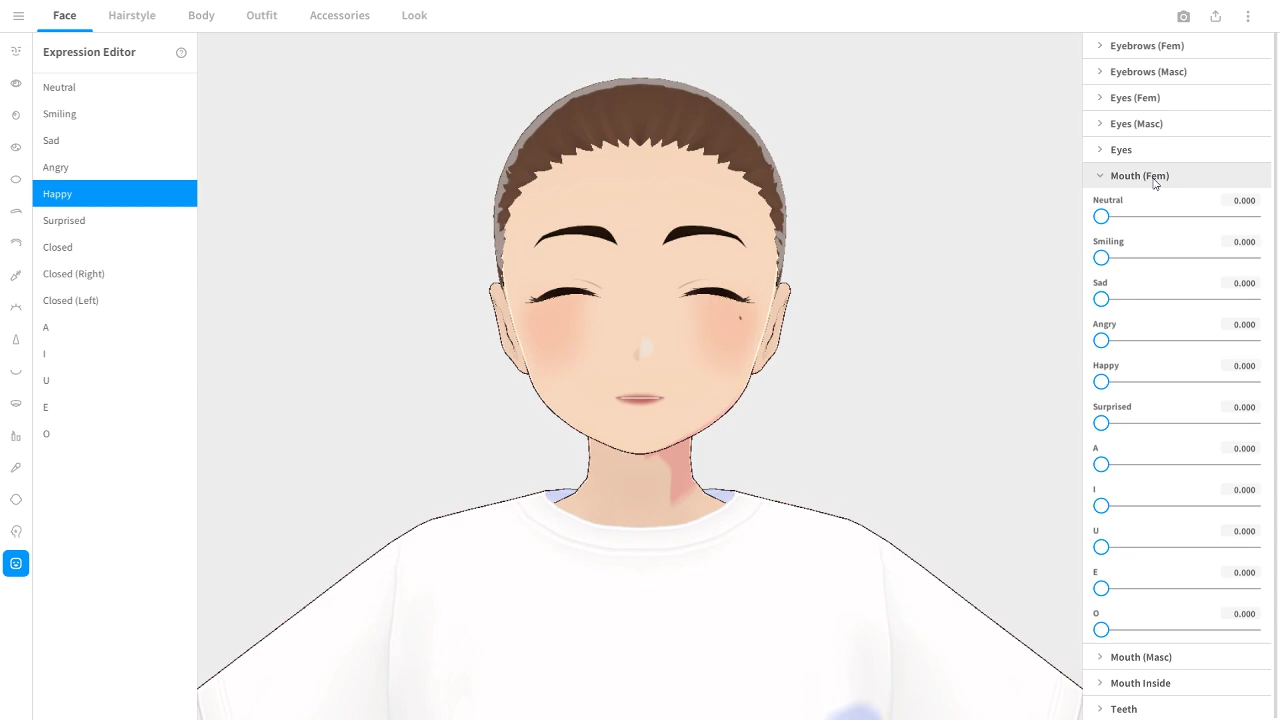 Face
Hairstyle
Body
Outfit
Accessories
Look
Expression Editor
Neutral
Smiling
Sad
Angry
Happy
Surprised
Closed
Closed (Right)
Closed (Left)
A
I
U
E
O
Eyebrows (Fem)
Eyebrows (Masc)
Eyes (Fem)
Eyes (Masc)
Eyes
Mouth (Fem)
Neutral 0.000
Smiling 0.000
Sad 0.000
Angry 0.000
Happy 0.000
Surprised 0.000
A 0.000
I 0.000
U 0.000
E 0.000
O 0.000
Mouth (Masc)
Mouth Inside
Teeth